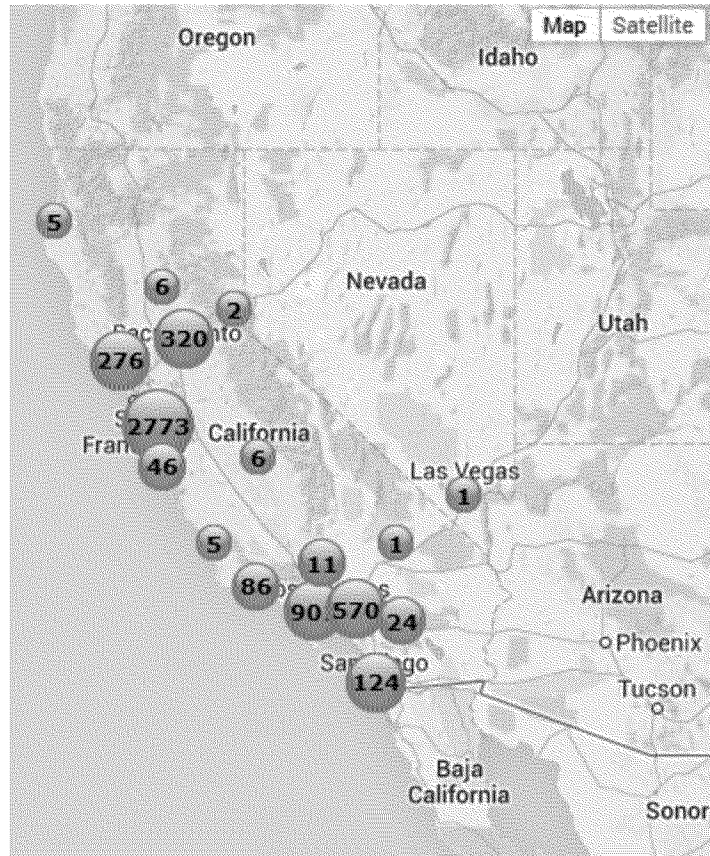 Map Satellite
Oregon
Idaho
5
6
2
Nevada
320
Utah
276
2773
California
6
46
Las Vegas
1
5
1
11
86
90
570
24
Arizona
Phoenix
124
Tucson
Baja
California
Sonor